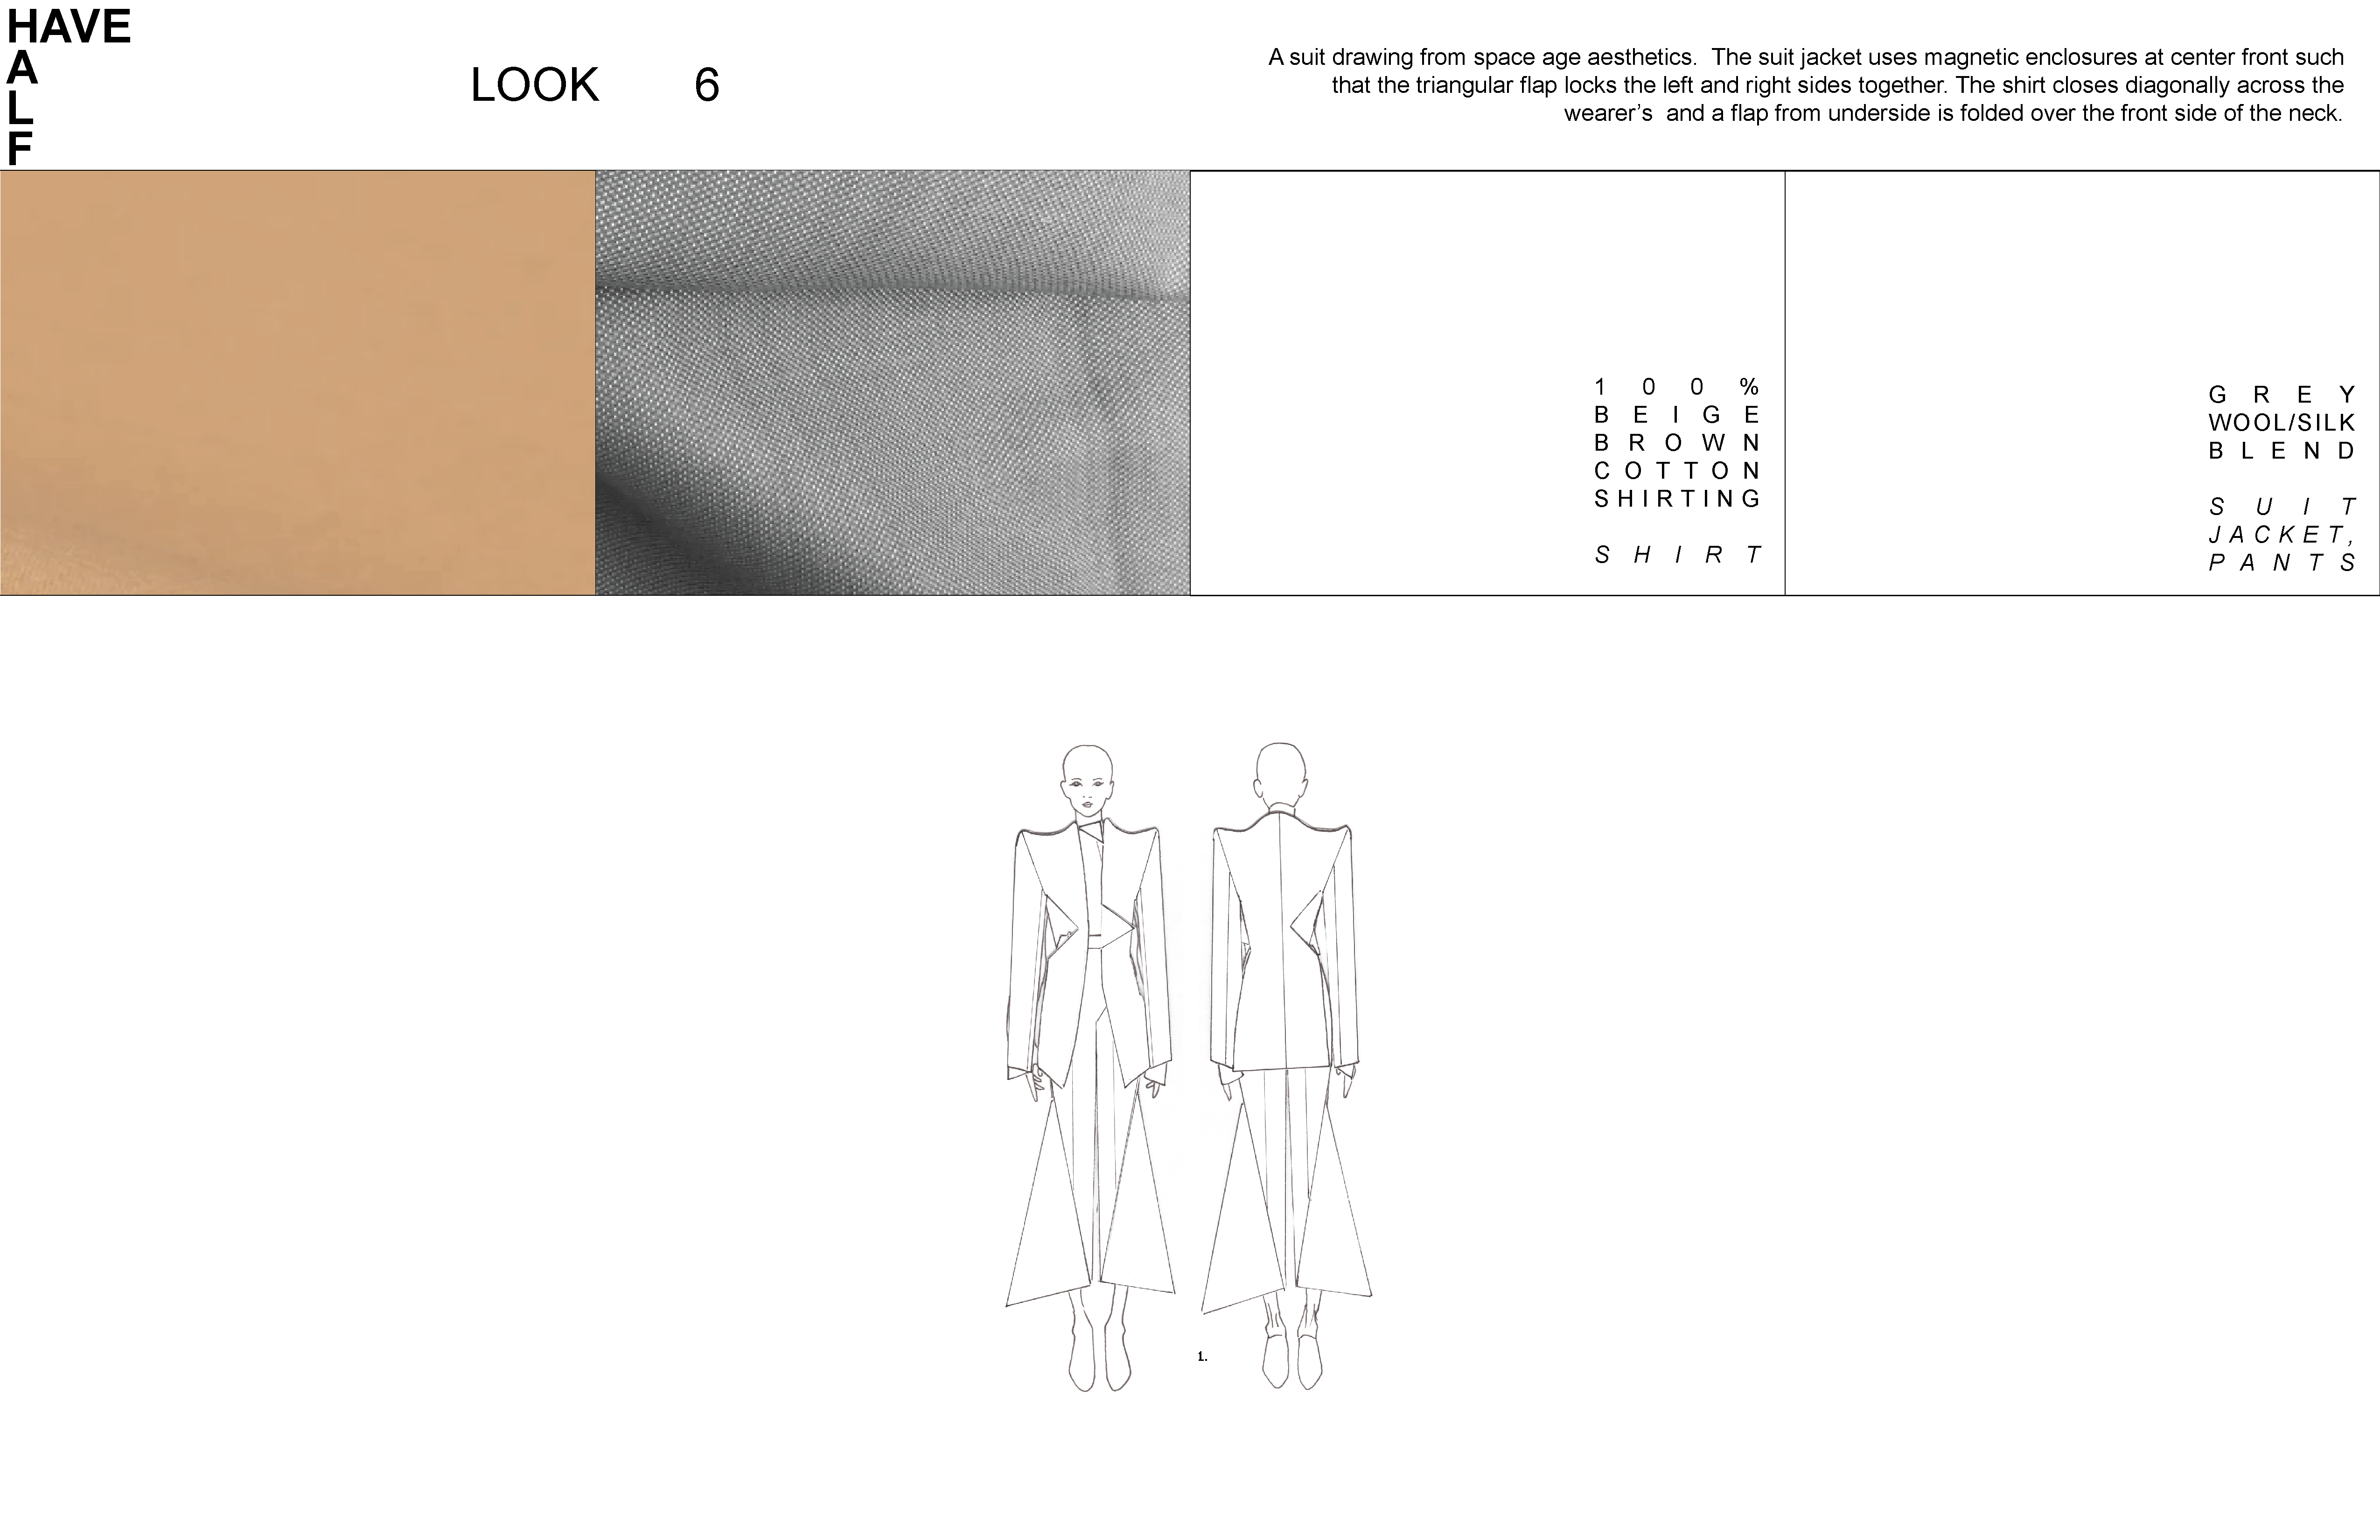 HAVE
A
L
F
LOOK 6
A suit drawing from space age aesthetics.  The suit jacket uses magnetic enclosures at center front such
that the triangular flap locks the left and right sides together. The shirt closes diagonally across the
wearer’s  and a flap from underside is folded over the front side of the neck.
100%
BEIGE
BROWN
COTTON
SHIRTING
SHIRT
GREY
WOOL/SILK
BLEND
SUIT
JACKET,
PANTS
1.